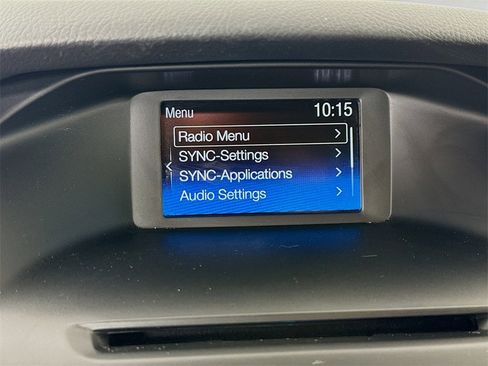 Menu 10:15
Radio Menu
SYNC-Settings
SYNC-Applications
Audio Settings